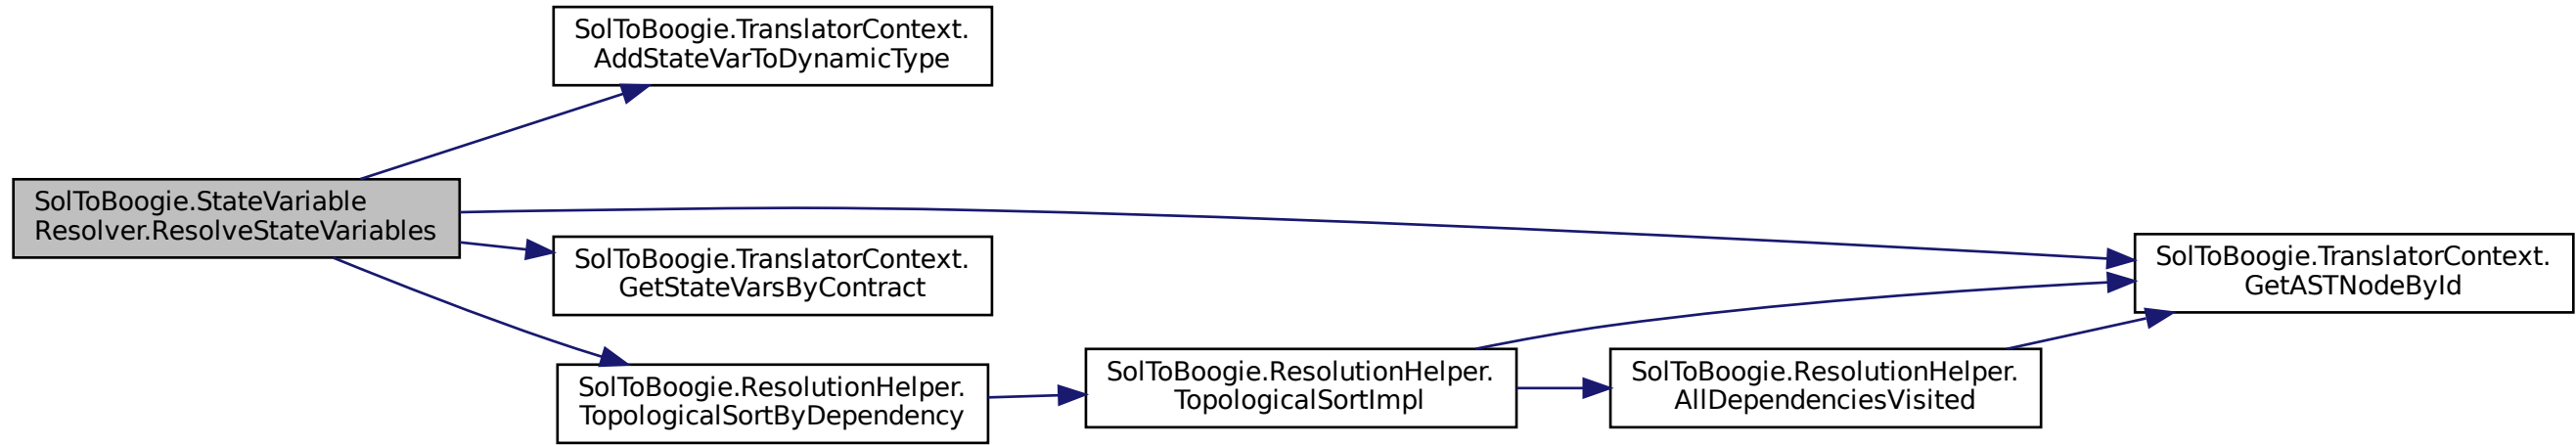 SolToBoogie.StateVariable
Resolver.ResolveStateVariables
SolToBoogie.TranslatorContext.
AddStateVarToDynamicType
SolToBoogie.TranslatorContext.
GetStateVarsByContract
SolToBoogie.ResolutionHelper.
TopologicalSortByDependency
SolToBoogie.ResolutionHelper.
TopologicalSortImpl
SolToBoogie.ResolutionHelper.
AllDependenciesVisited
SolToBoogie.TranslatorContext.
GetASTNodeById